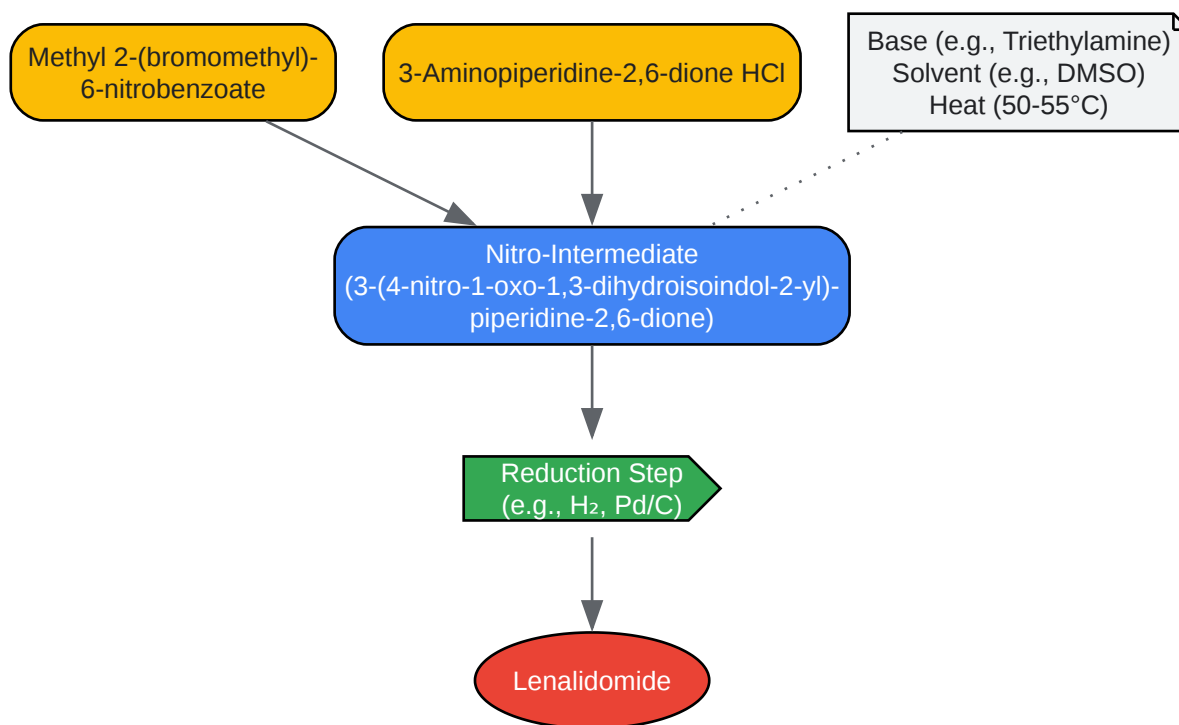 Methyl 2-(bromomethyl)-
6-nitrobenzoate
3-Aminopiperidine-2,6-dione HCl
Base (e.g., Triethylamine)
Solvent (e.g., DMSO)
Heat (50-55°C)
Nitro-Intermediate
(3-(4-nitro-1-oxo-1,3-dihydroisoindol-2-yl)-
piperidine-2,6-dione)
Reduction Step
(e.g., H₂, Pd/C)
Lenalidomide